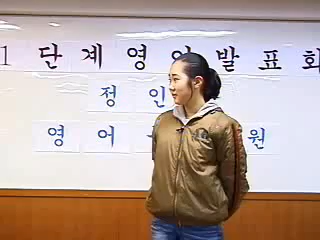 1 단 계 영 어 발 표 회
정 인
영 어 원